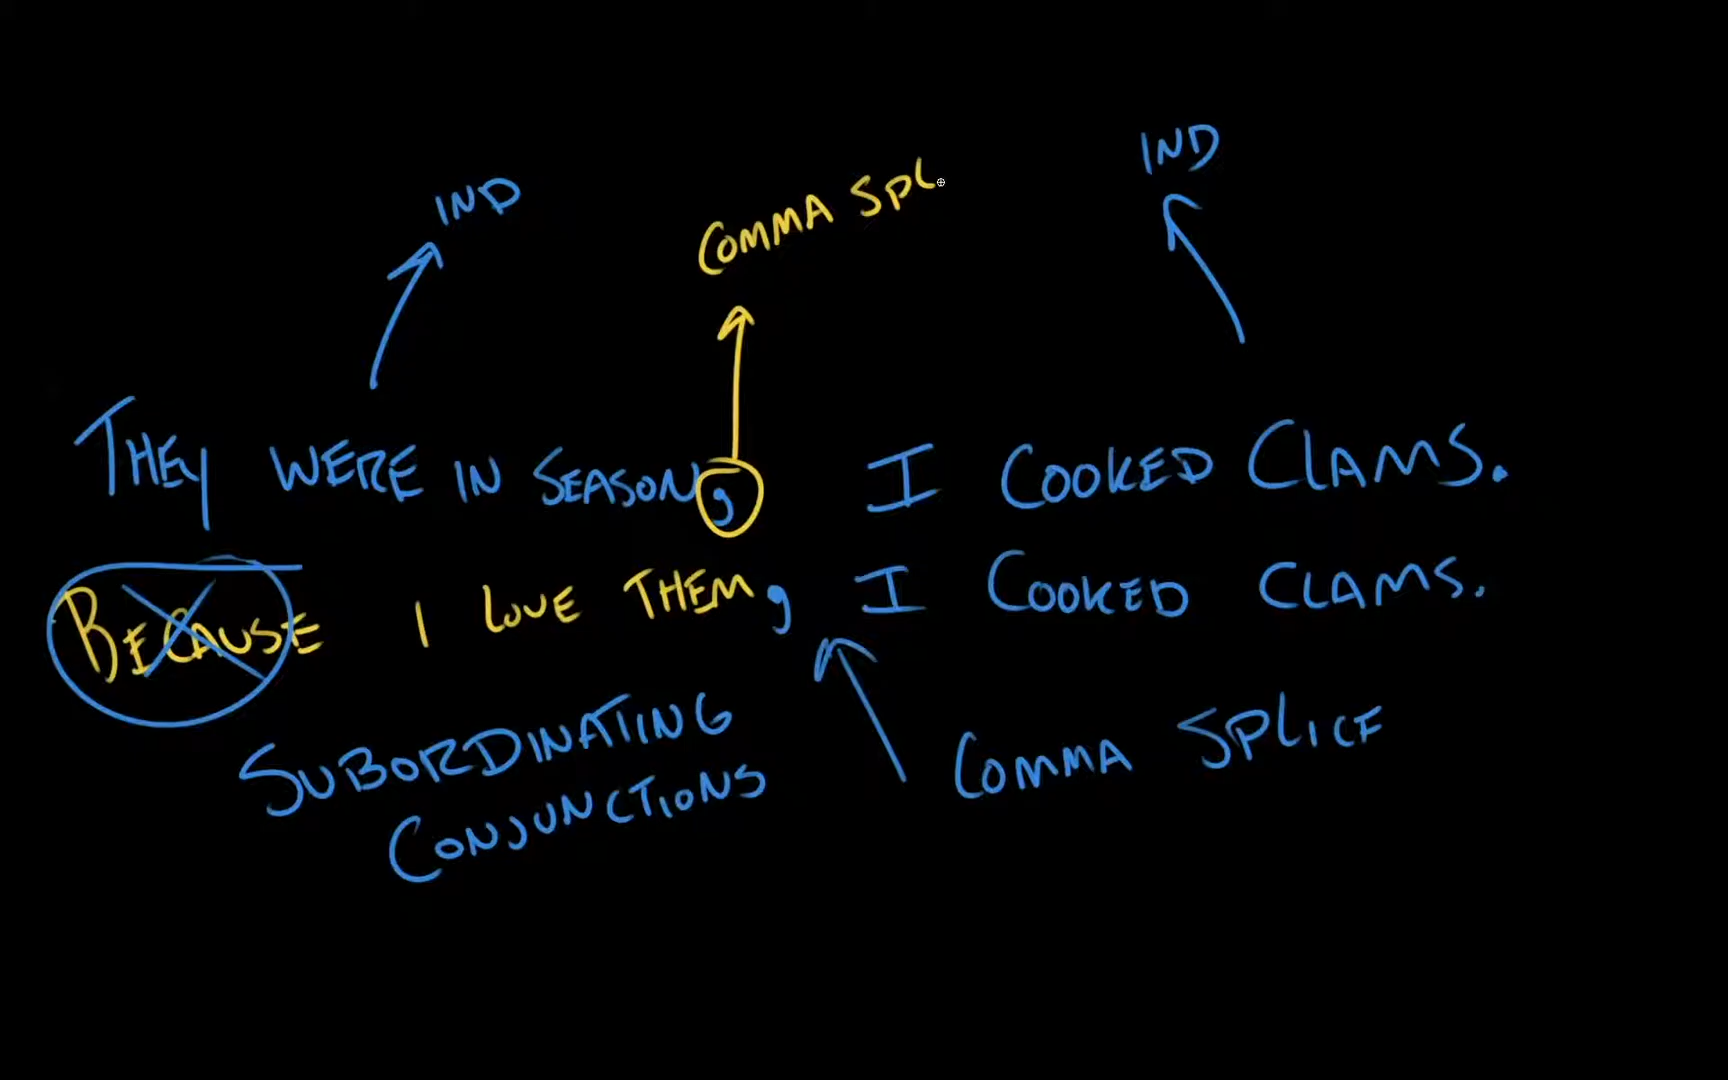 IND
COMMA SPL
IND
THEY WERE IN SEASON, I COOKED CLAMS.
BECAUSE I LOVE THEM, I COOKED CLAMS.
SUBORDINATING
CONJUNCTIONS
COMMA SPLICE